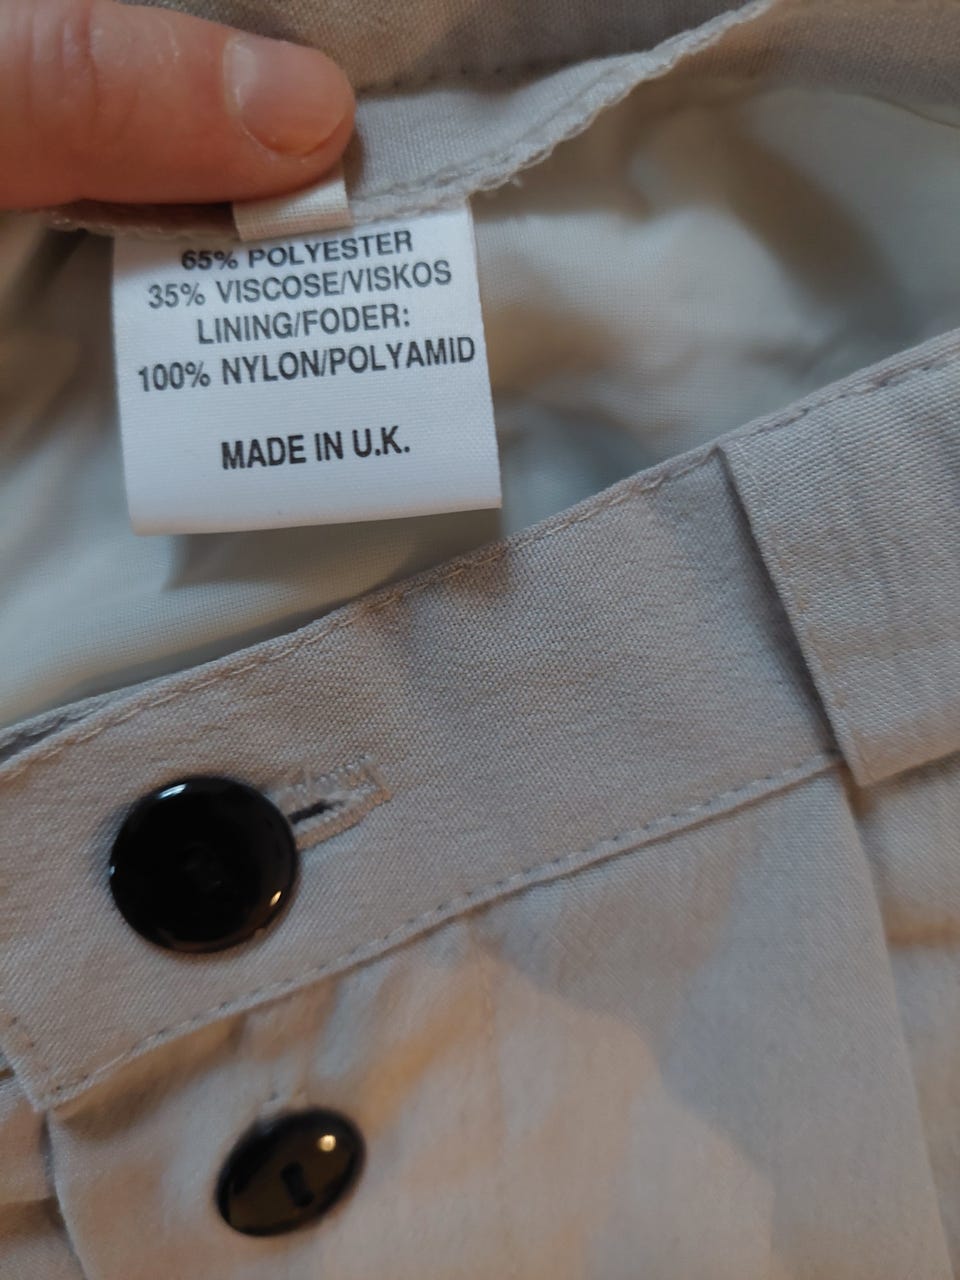 65% POLYESTER
35% VISCOSE/VISKOS
LINING/FODER:
100% NYLON/POLYAMID
MADE IN U.K.